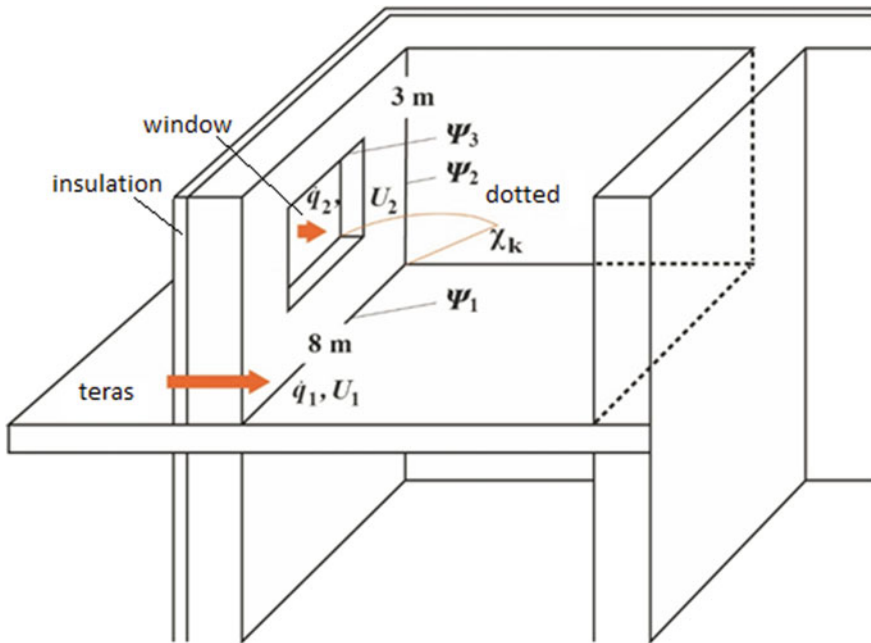 3 m
window
Ψ3
Ψ2
insulation
q̇2, U2
dotted
χk
Ψ1
8 m
teras
q̇1, U1